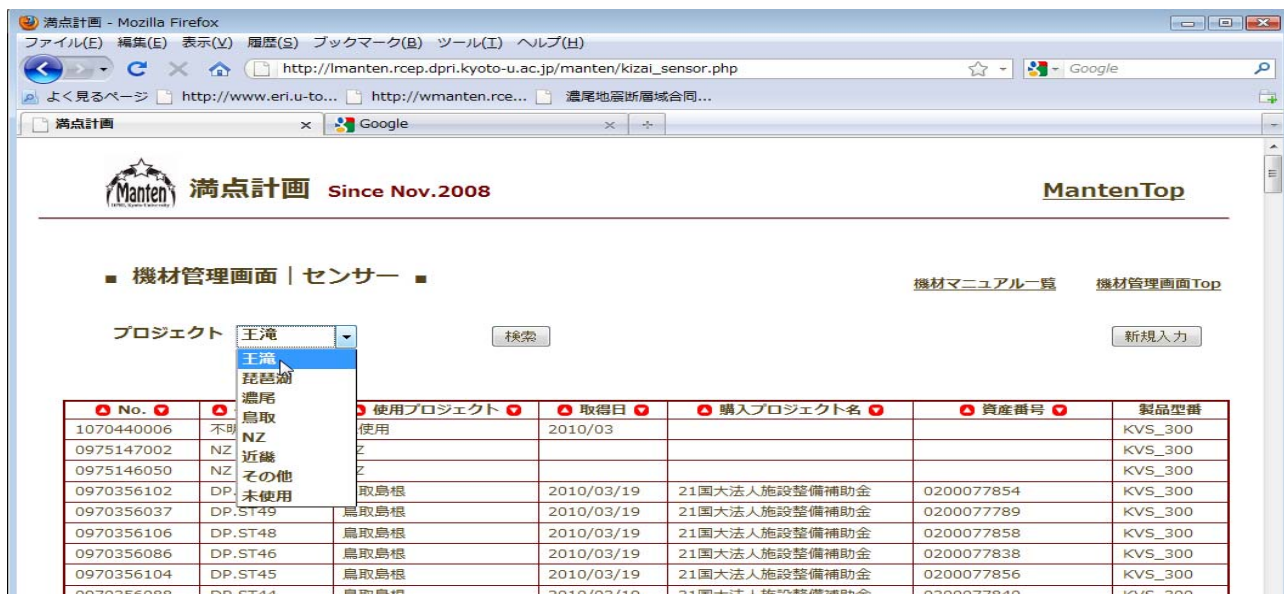 満点計画 - Mozilla Firefox
ファイル(F) 編集(E) 表示(V) 履歴(S) ブックマーク(B) ツール(T) ヘルプ(H)
http://lmanten.rcep.dpri.kyoto-u.ac.jp/manten/kizai_sensor.php Google
よく見るページ http://www.eri.u-to... http://wmanten.rce... 濃尾地震断層域合同...
満点計画 Google
Manten 満点計画 Since Nov.2008 MantenTop
■ 機材管理画面|センサー ■
機材マニュアル一覧 機材管理画面Top
プロジェクト 王滝 検索 新規入力
王滝
琵琶湖
濃尾
鳥取
NZ
近畿
その他
未使用
No. 使用プロジェクト 取得日 購入プロジェクト名 資産番号 製品型番
1070440006 不明 使用 2010/03 KVS_300
0975147002 NZ KVS_300
0975146050 NZ KVS_300
0970356102 DP. 取島根 2010/03/19 21国大法人施設整備補助金 0200077854 KVS_300
0970356037 DP.ST49 鳥取島根 2010/03/19 21国大法人施設整備補助金 0200077789 KVS_300
0970356106 DP.ST48 鳥取島根 2010/03/19 21国大法人施設整備補助金 0200077858 KVS_300
0970356086 DP.ST46 鳥取島根 2010/03/19 21国大法人施設整備補助金 0200077838 KVS_300
0970356104 DP.ST45 鳥取島根 2010/03/19 21国大法人施設整備補助金 0200077856 KVS_300